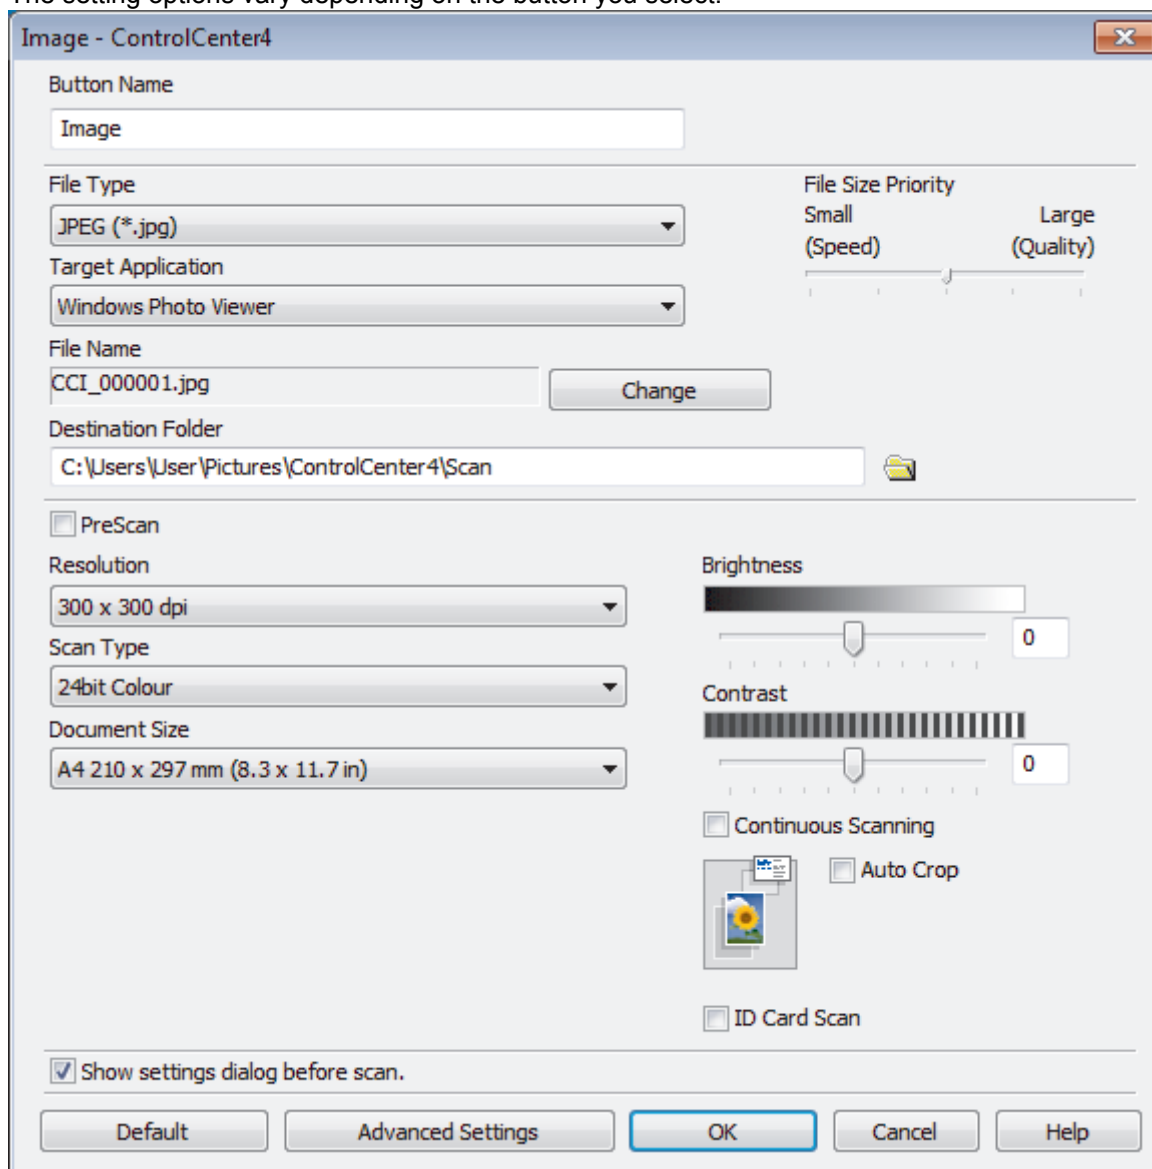 The setting options vary depending on the button you select.
Image - ControlCenter4
Button Name
Image
File Type
JPEG (*.jpg)
Target Application
Windows Photo Viewer
File Name
CCI_000001.jpg
Change
Destination Folder
C:\Users\User\Pictures\ControlCenter4\Scan
File Size Priority
Small Large
(Speed) (Quality)
PreScan
Resolution
300 x 300 dpi
Scan Type
24bit Colour
Document Size
A4 210 x 297 mm (8.3 x 11.7 in)
Brightness
0
Contrast
0
Continuous Scanning
Auto Crop
ID Card Scan
Show settings dialog before scan.
Default Advanced Settings OK Cancel Help